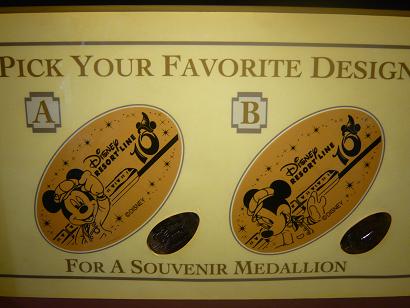 PICK YOUR FAVORITE DESIGN
A
DISNEY
RESORT LINE
10
©DISNEY
B
DISNEY
RESORT LINE
10
©DISNEY
FOR A SOUVENIR MEDALLION